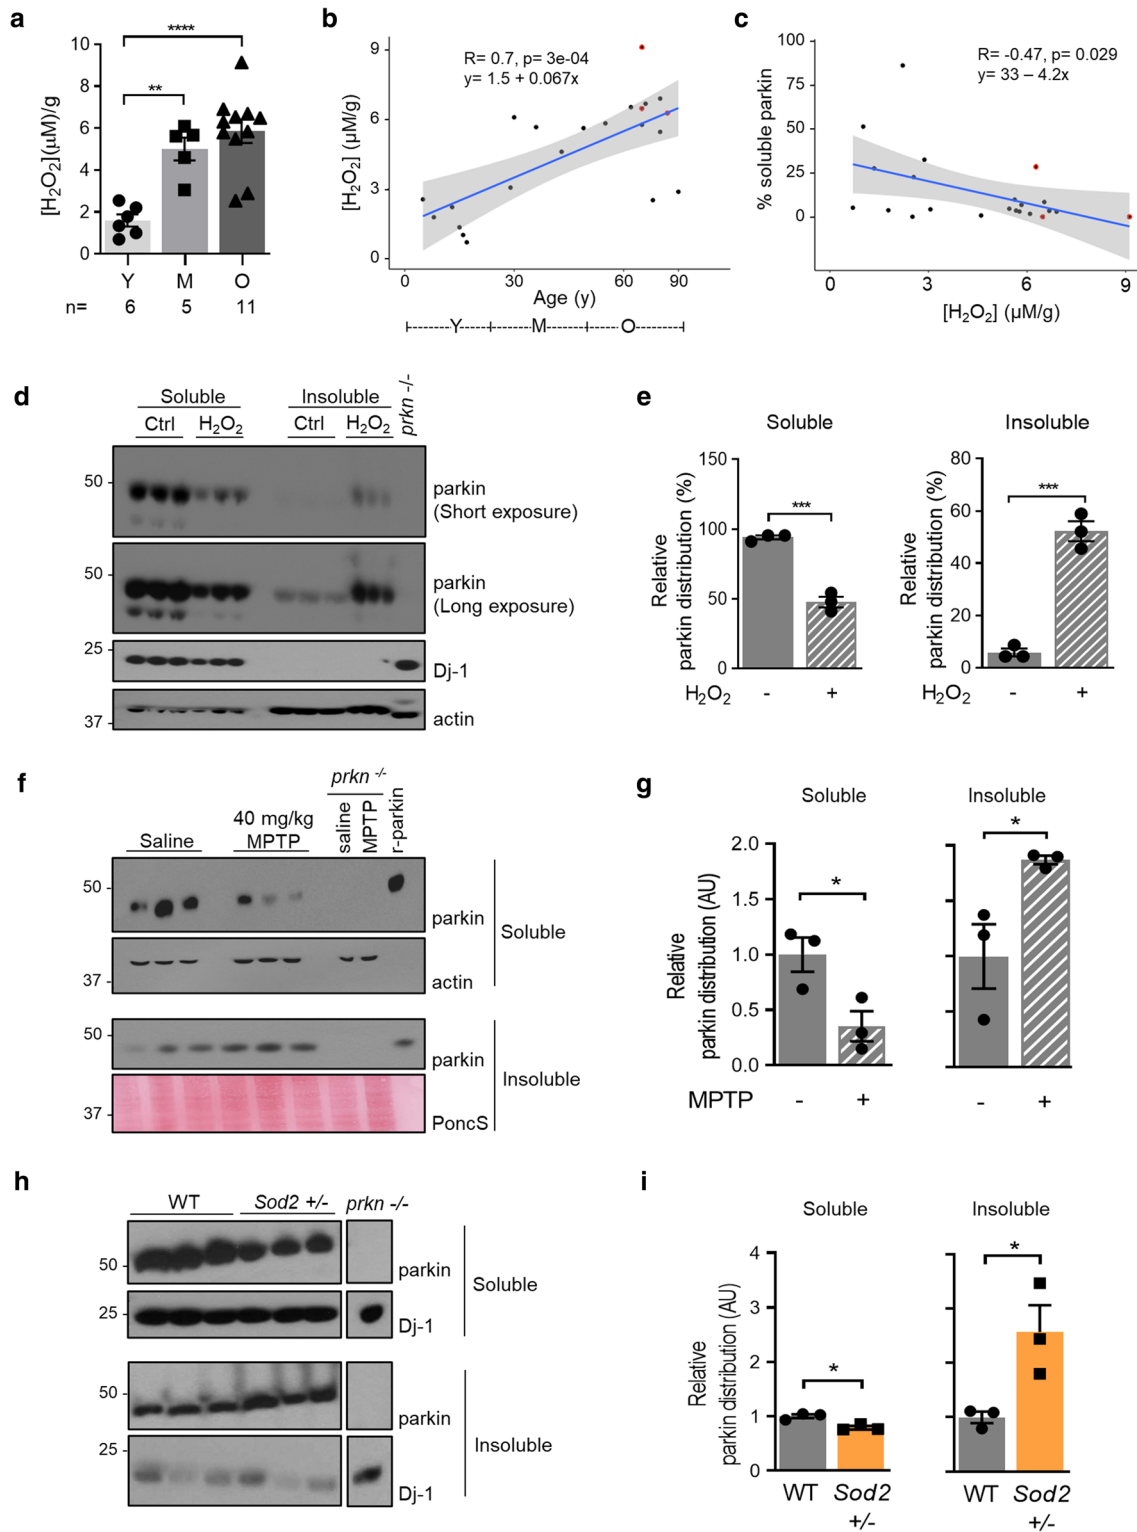 a
****
**
[H₂O₂](μM)/g
10
8
6
4
2
0
Y M O
n= 6 5 11
b
R= 0.7, p= 3e-04
y= 1.5 + 0.067x
[H₂O₂] (μM/g)
9
6
3
0
0 30 60 90
Age (y)
Y M O
c
R= -0.47, p= 0.029
y= 33 – 4.2x
% soluble parkin
100
75
50
25
0
0 3 6 9
[H₂O₂] (μM/g)
d
Soluble Insoluble prkn -/-
Ctrl H₂O₂ Ctrl H₂O₂
50
parkin
(Short exposure)
50
parkin
(Long exposure)
25
Dj-1
37
actin
e
Soluble
Relative
parkin distribution (%)
150
100
50
0
***
H₂O₂ - +
Insoluble
Relative
parkin distribution (%)
80
60
40
20
0
***
H₂O₂ - +
f
prkn -/-
Saline
40 mg/kg
MPTP
saline
MPTP
r-parkin
50
parkin
Soluble
37
actin
50
parkin
Insoluble
37
PoncS
g
Soluble Insoluble
Relative
parkin distribution (AU)
2.0
1.5
1.0
0.5
0.0
*
*
MPTP - + - +
h
WT Sod2 +/- prkn -/-
50
parkin
Soluble
25
Dj-1
50
parkin
Insoluble
25
Dj-1
i
Soluble Insoluble
Relative
parkin distribution (AU)
4
3
2
1
0
*
*
WT Sod2 WT Sod2
+/- +/-